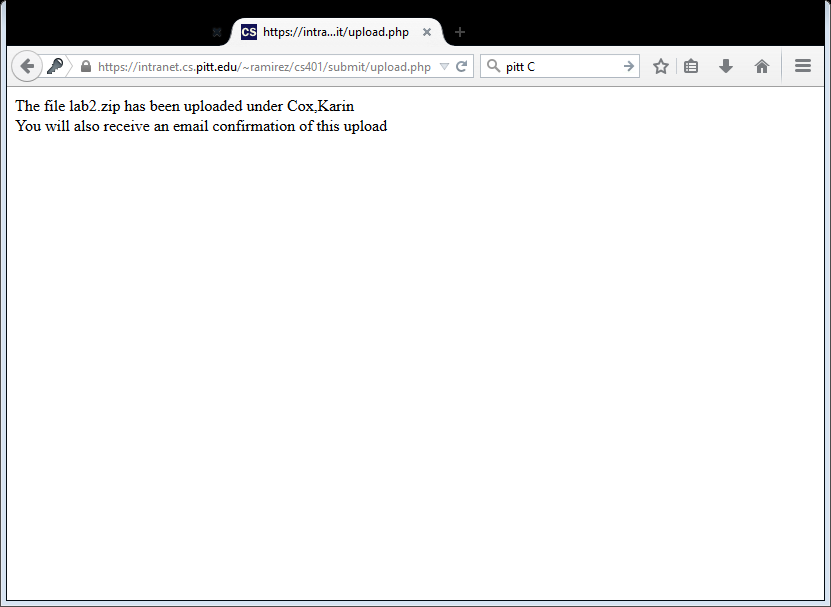 CS https://intra...it/upload.php
https://intranet.cs.pitt.edu/~ramirez/cs401/submit/upload.php
pitt C
The file lab2.zip has been uploaded under Cox,Karin
You will also receive an email confirmation of this upload